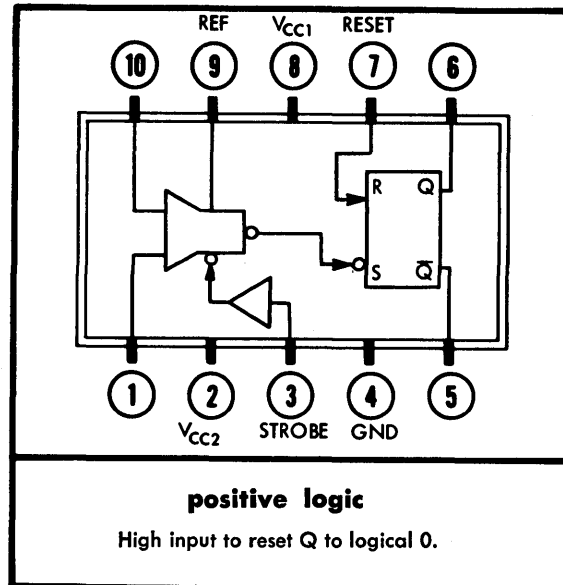 REF VCC1 RESET
10 9 8 7 6
R Q
S Q̅
1 2 3 4 5
VCC2 STROBE GND
positive logic
High input to reset Q to logical 0.